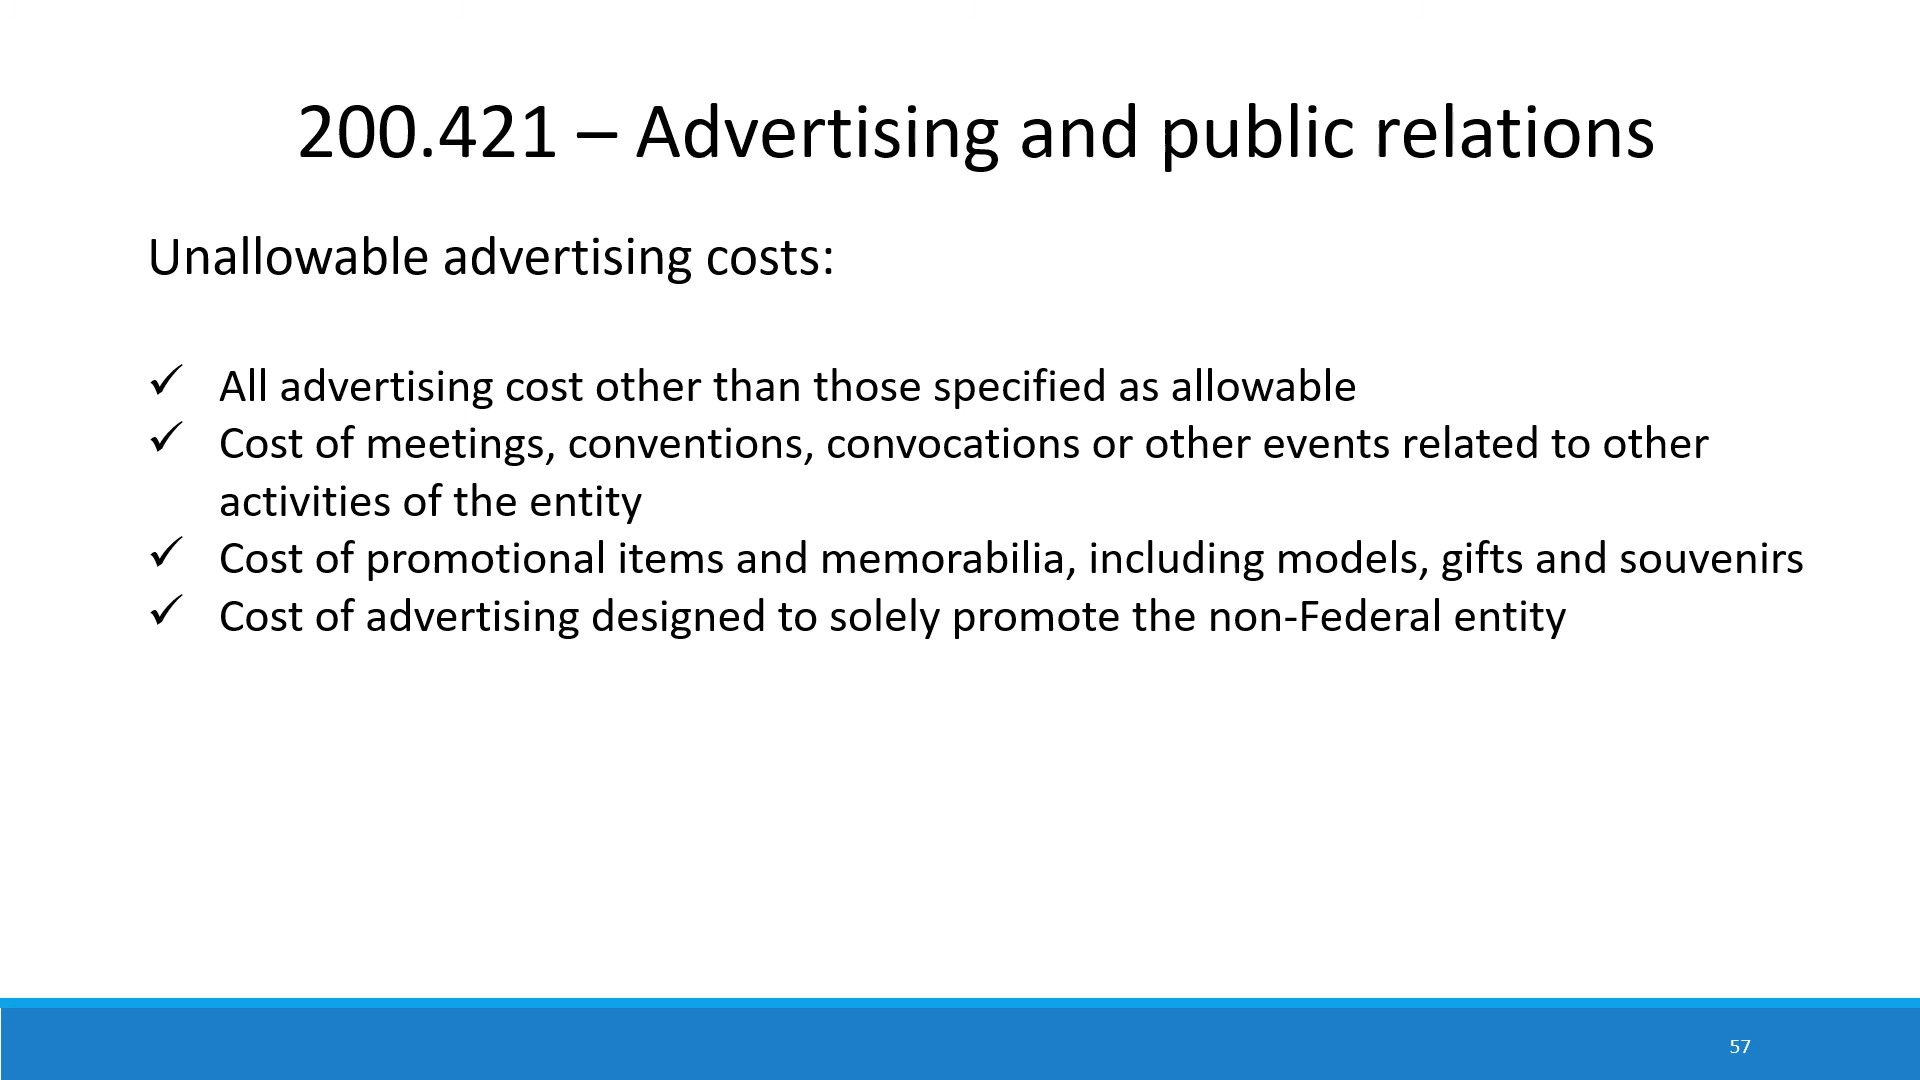 200.421 – Advertising and public relations
Unallowable advertising costs:
✓ All advertising cost other than those specified as allowable
✓ Cost of meetings, conventions, convocations or other events related to other
activities of the entity
✓ Cost of promotional items and memorabilia, including models, gifts and souvenirs
✓ Cost of advertising designed to solely promote the non-Federal entity
57